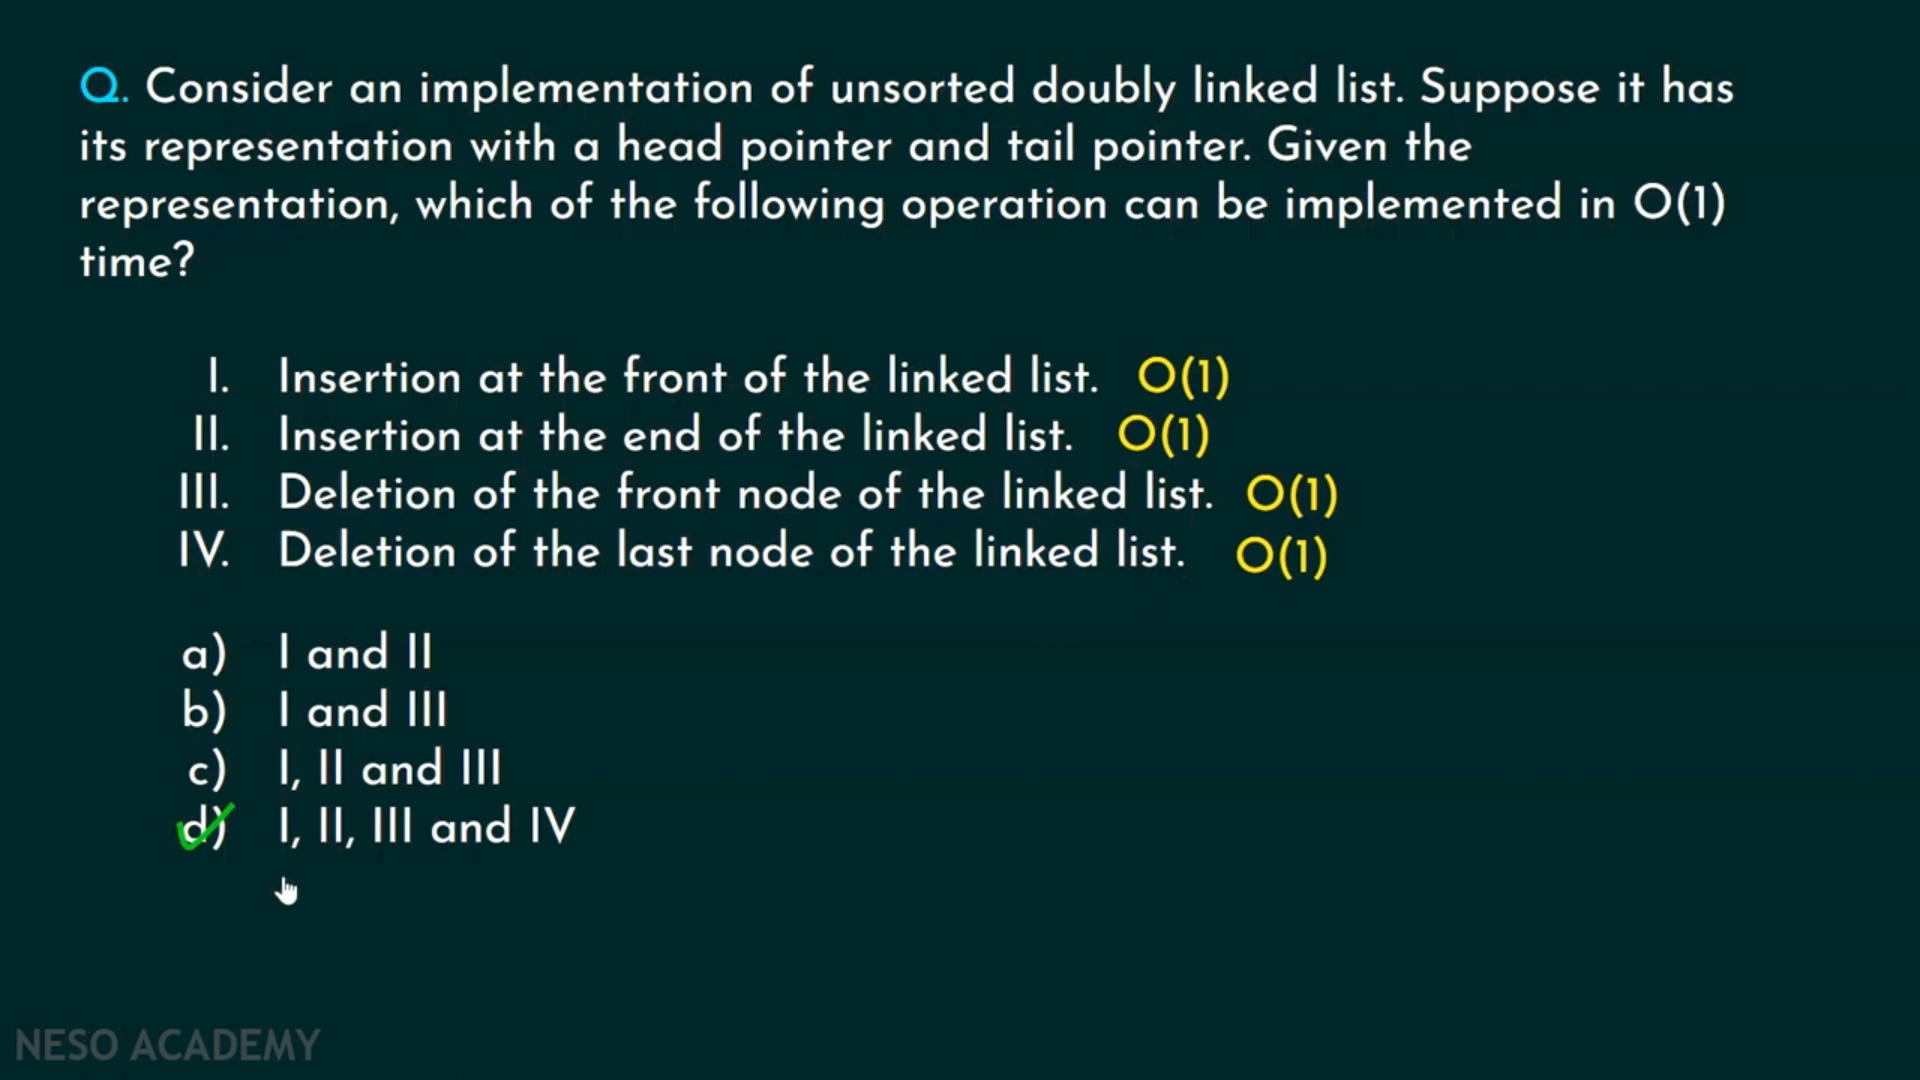 Q. Consider an implementation of unsorted doubly linked list. Suppose it has
its representation with a head pointer and tail pointer. Given the
representation, which of the following operation can be implemented in O(1)
time?
I. Insertion at the front of the linked list. O(1)
II. Insertion at the end of the linked list. O(1)
III. Deletion of the front node of the linked list. O(1)
IV. Deletion of the last node of the linked list. O(1)
a) I and II
b) I and III
c) I, II and III
d) I, II, III and IV
NESO ACADEMY